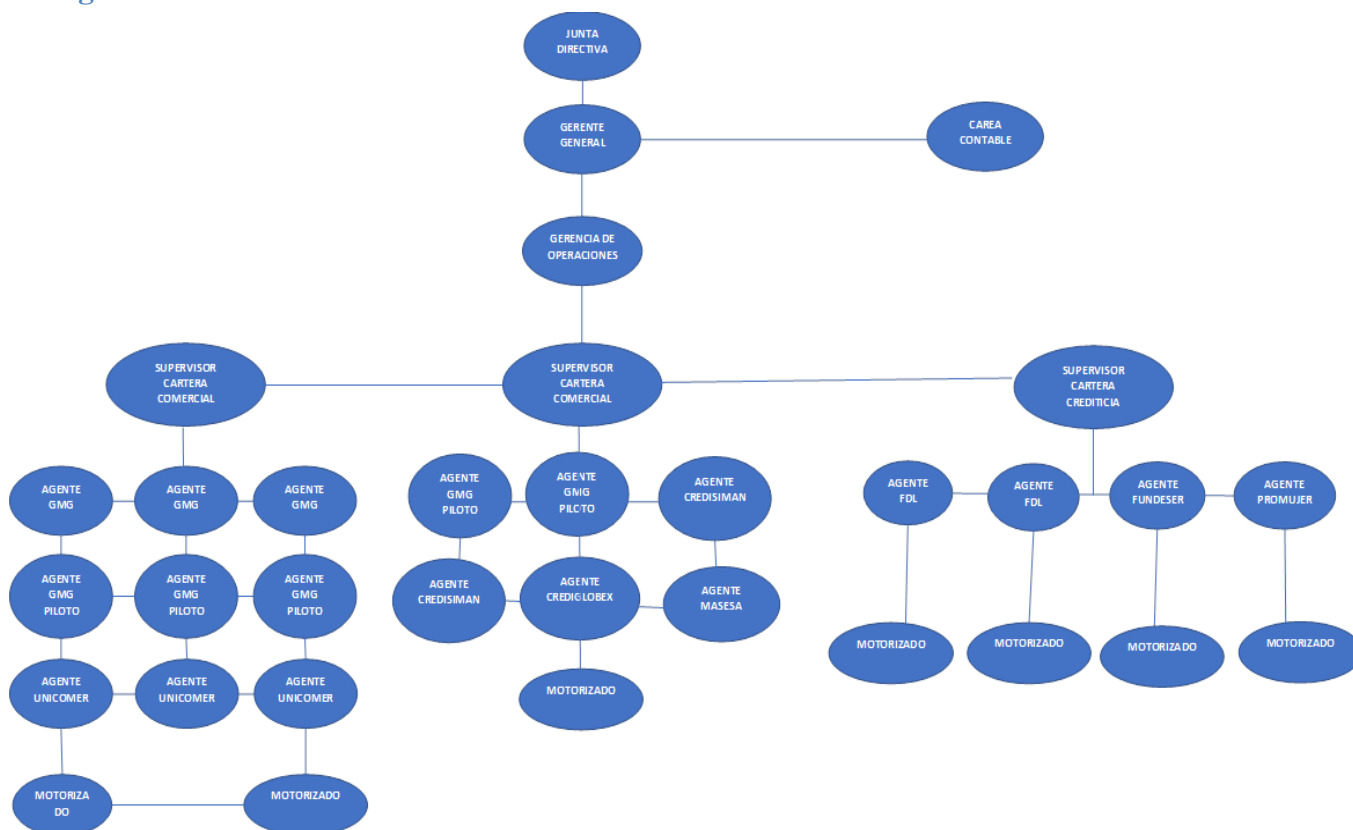 JUNTA
DIRECTIVA
GERENTE
GENERAL
CAREA
CONTABLE
GERENCIA DE
OPERACIONES
SUPERVISOR
CARTERA
COMERCIAL
SUPERVISOR
CARTERA
COMERCIAL
SUPERVISOR
CARTERA
CREDITICIA
AGENTE
GMG
AGENTE
GMG
AGENTE
GMG
AGENTE
GMG
PILOTO
AGENTE
GMG
PILOTO
AGENTE
GMG
PILOTO
AGENTE
UNICOMER
AGENTE
UNICOMER
AGENTE
UNICOMER
MOTORIZA
DO
MOTORIZADO
AGENTE
GMG
PILOTO
AGENTE
GMG
PILOTO
AGENTE
CREDISIMAN
AGENTE
CREDISIMAN
AGENTE
CREDIGLOBEX
AGENTE
MASESA
MOTORIZADO
AGENTE
FDL
AGENTE
FDL
AGENTE
FUNDESER
AGENTE
PROMUJER
MOTORIZADO
MOTORIZADO
MOTORIZADO
MOTORIZADO